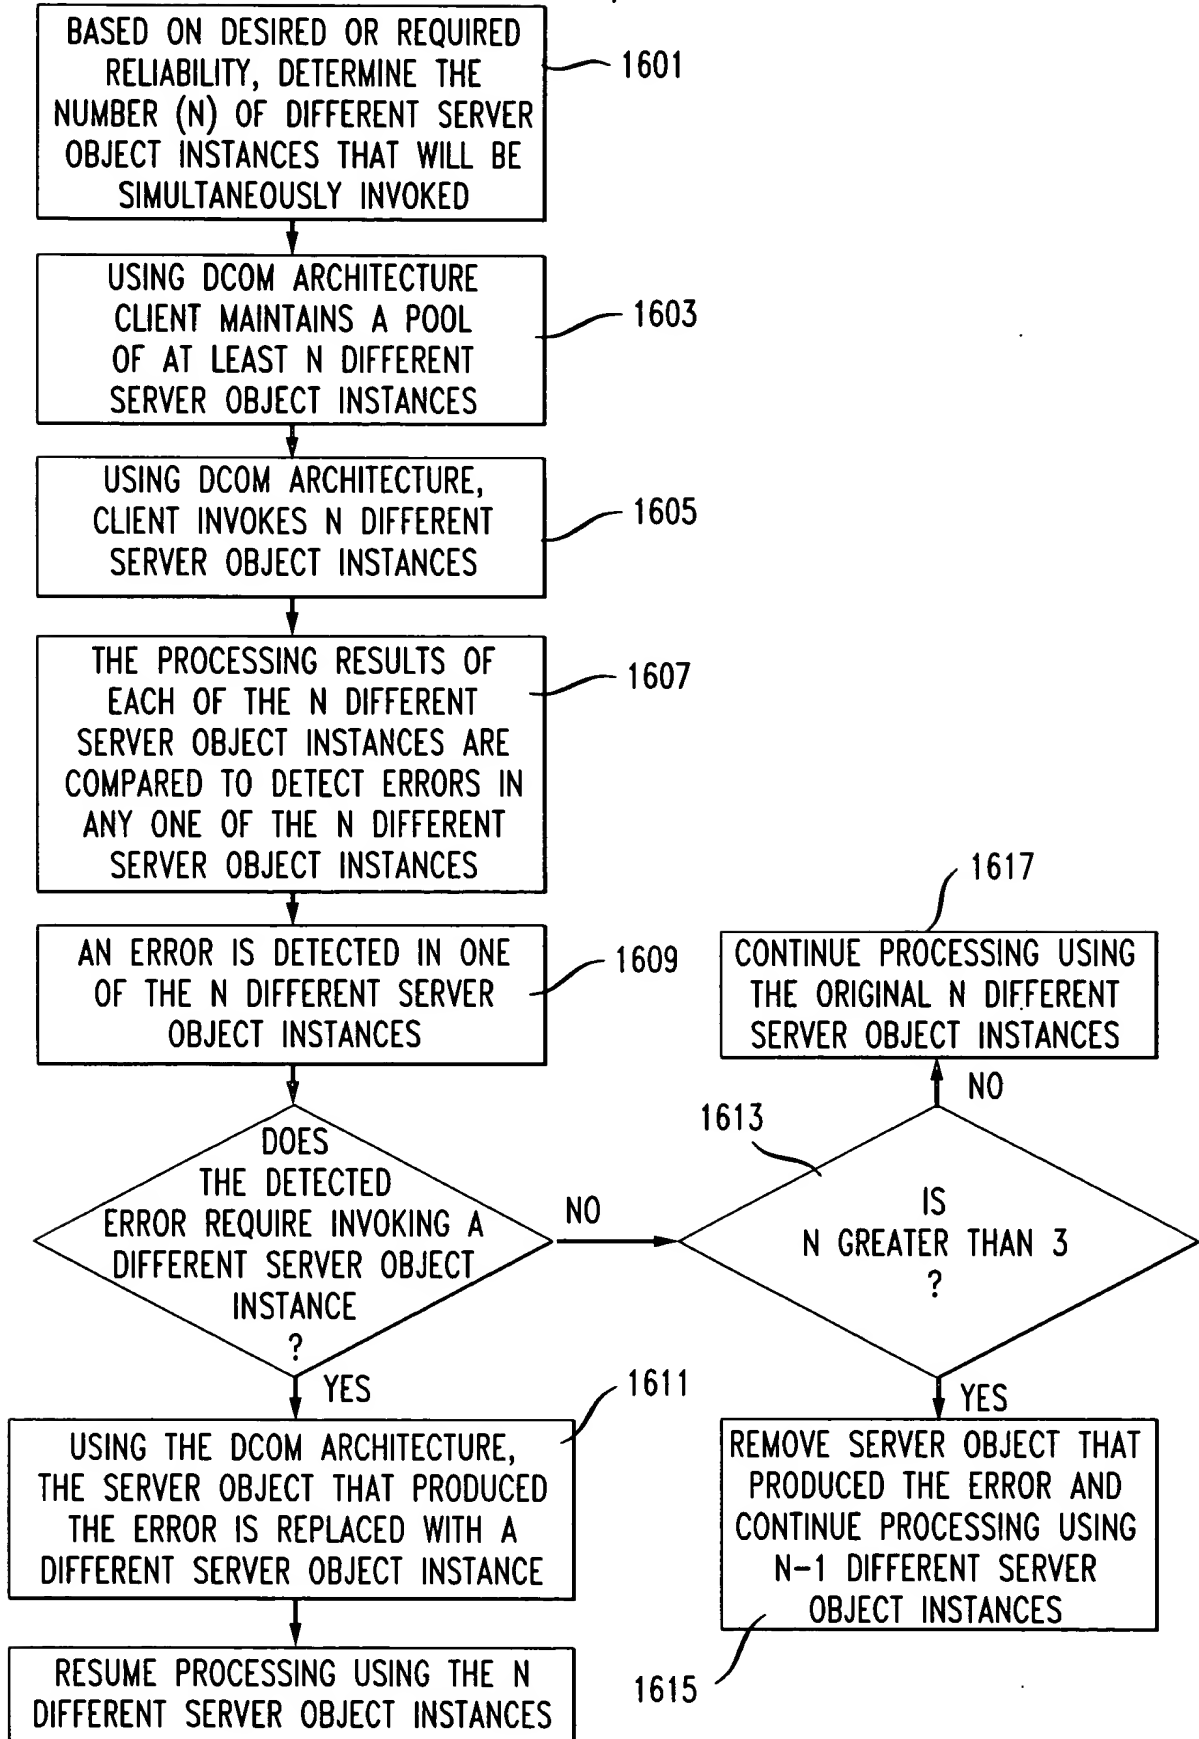 BASED ON DESIRED OR REQUIRED
RELIABILITY, DETERMINE THE
NUMBER (N) OF DIFFERENT SERVER
OBJECT INSTANCES THAT WILL BE
SIMULTANEOUSLY INVOKED
1601
USING DCOM ARCHITECTURE
CLIENT MAINTAINS A POOL
OF AT LEAST N DIFFERENT
SERVER OBJECT INSTANCES
1603
USING DCOM ARCHITECTURE,
CLIENT INVOKES N DIFFERENT
SERVER OBJECT INSTANCES
1605
THE PROCESSING RESULTS OF
EACH OF THE N DIFFERENT
SERVER OBJECT INSTANCES ARE
COMPARED TO DETECT ERRORS IN
ANY ONE OF THE N DIFFERENT
SERVER OBJECT INSTANCES
1607
AN ERROR IS DETECTED IN ONE
OF THE N DIFFERENT SERVER
OBJECT INSTANCES
1609
DOES
THE DETECTED
ERROR REQUIRE INVOKING A
DIFFERENT SERVER OBJECT
INSTANCE
?
NO
YES
1611
USING THE DCOM ARCHITECTURE,
THE SERVER OBJECT THAT PRODUCED
THE ERROR IS REPLACED WITH A
DIFFERENT SERVER OBJECT INSTANCE
RESUME PROCESSING USING THE N
DIFFERENT SERVER OBJECT INSTANCES
1617
CONTINUE PROCESSING USING
THE ORIGINAL N DIFFERENT
SERVER OBJECT INSTANCES
NO
1613
IS
N GREATER THAN 3
?
YES
REMOVE SERVER OBJECT THAT
PRODUCED THE ERROR AND
CONTINUE PROCESSING USING
N-1 DIFFERENT SERVER
OBJECT INSTANCES
1615